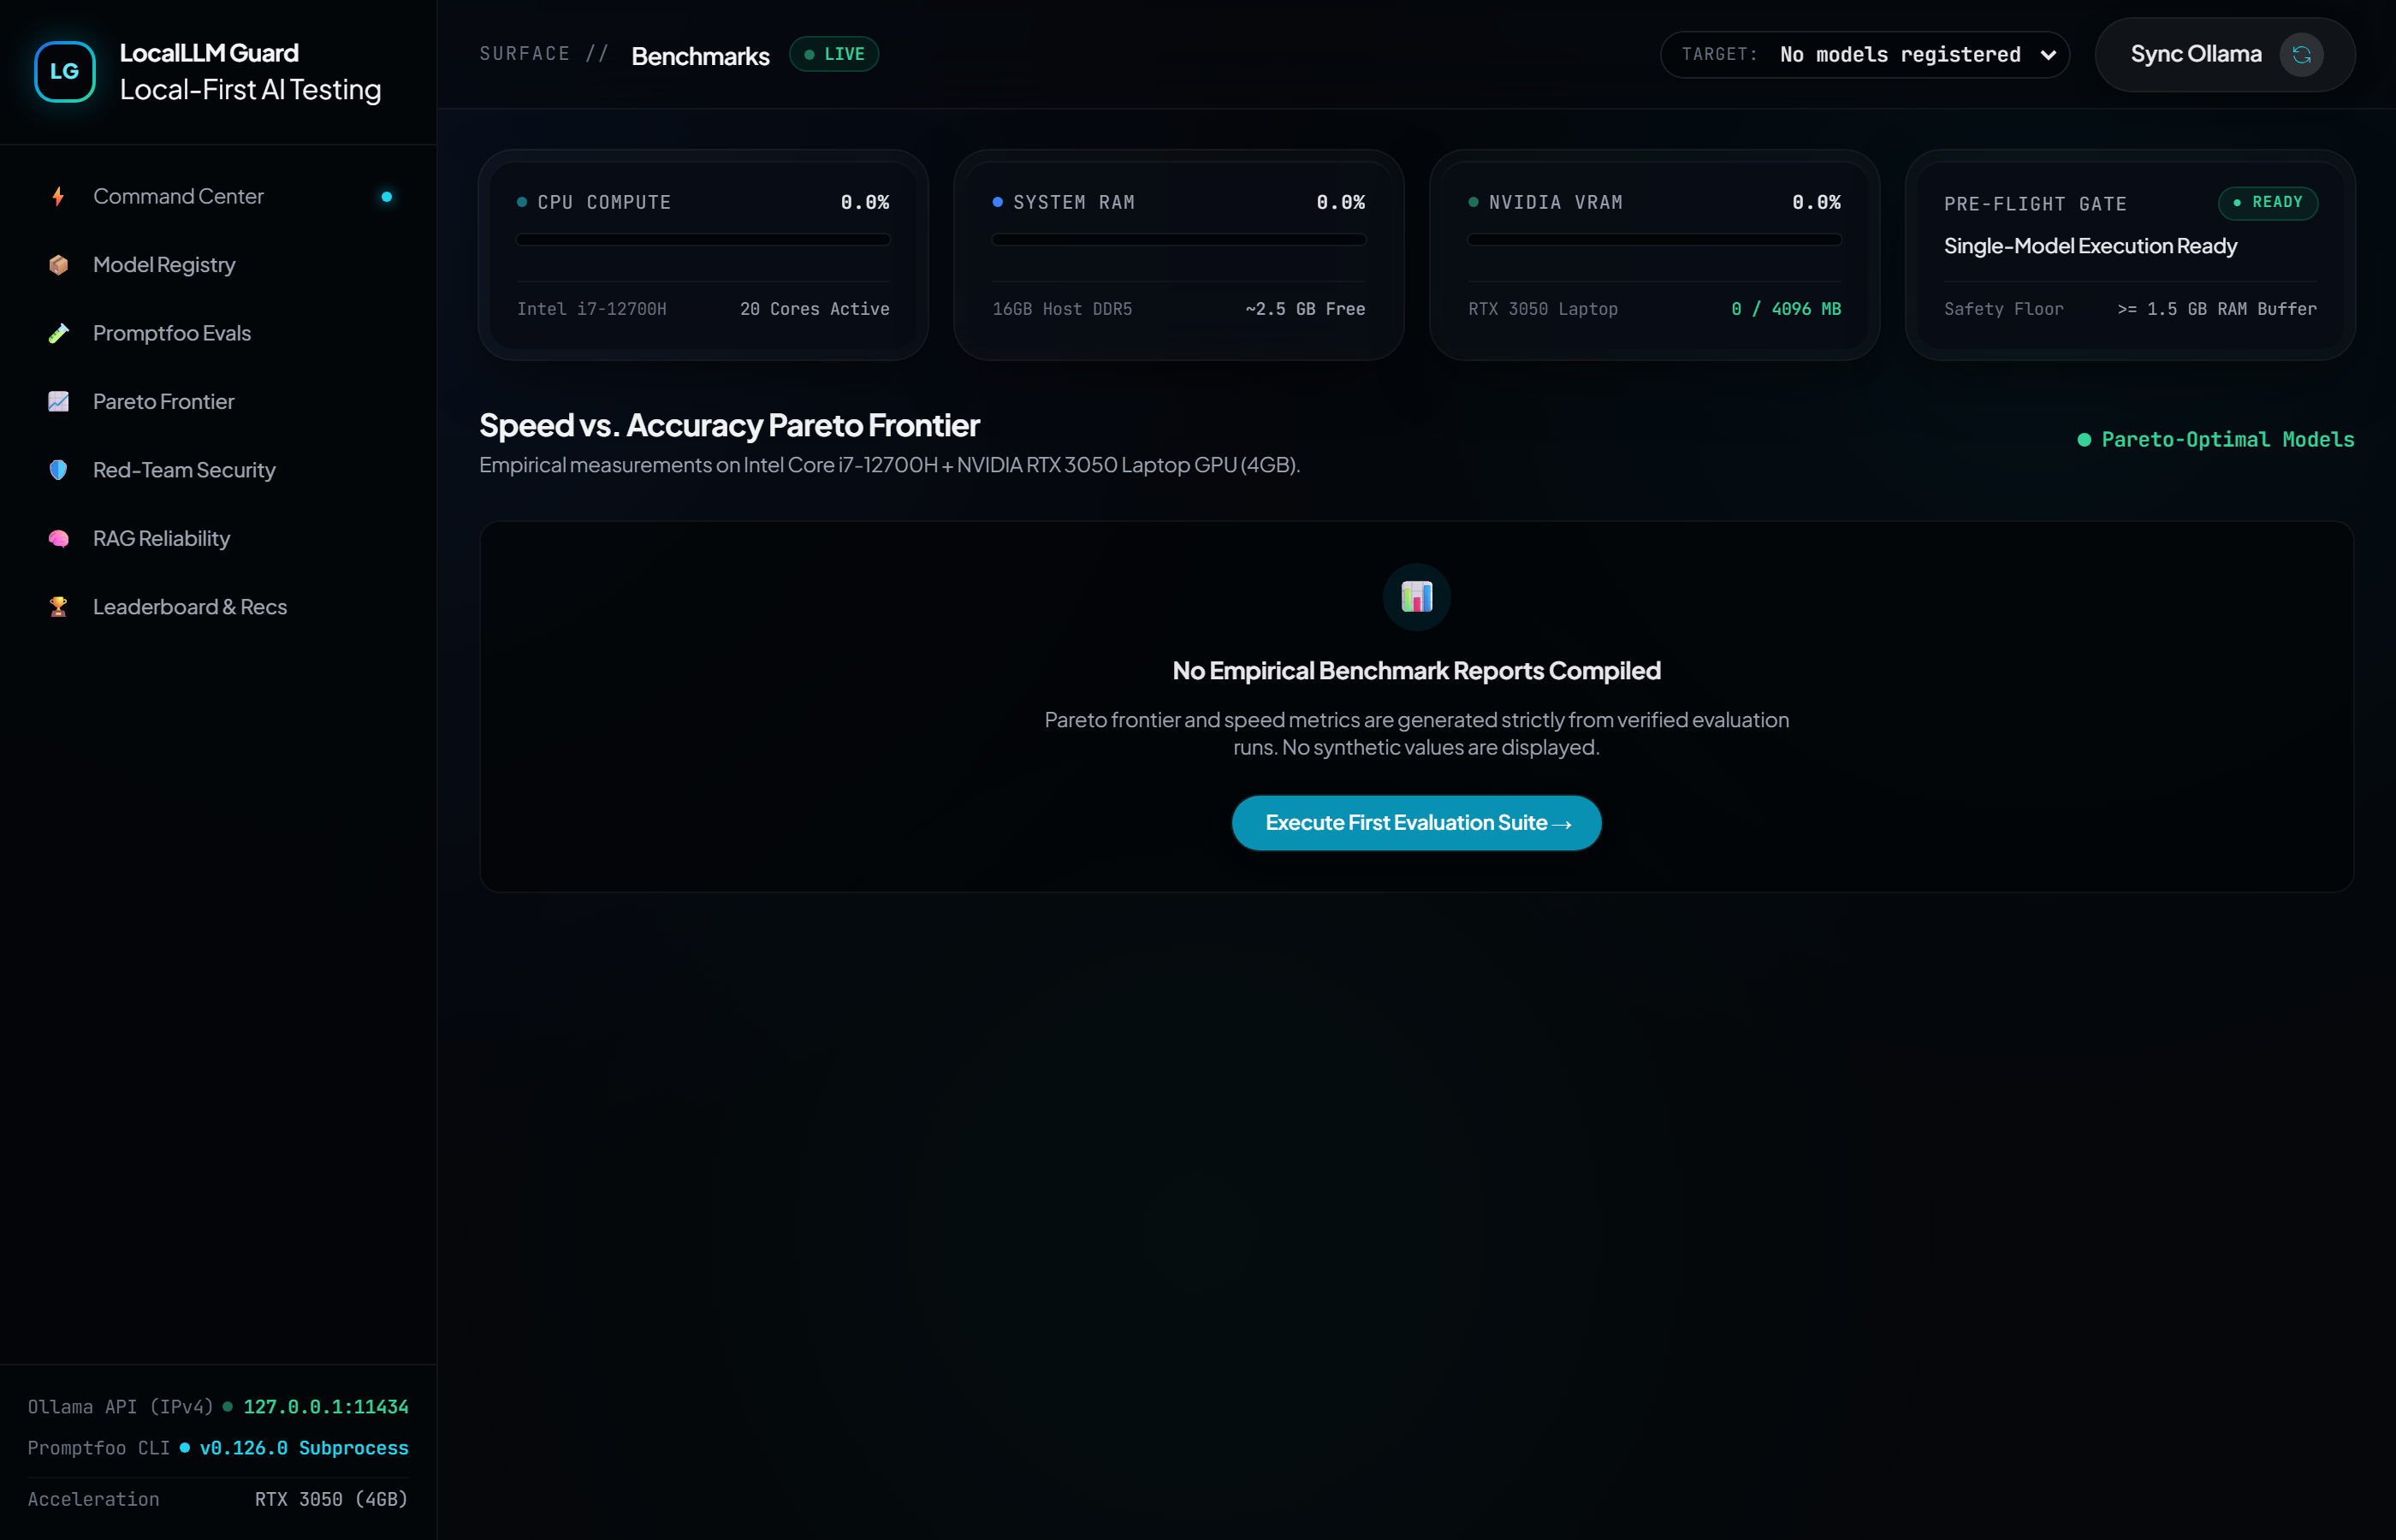 LG
LocalLLM Guard
Local-First AI Testing
Command Center
Model Registry
Promptfoo Evals
Pareto Frontier
Red-Team Security
RAG Reliability
Leaderboard & Recs
Ollama API (IPv4) 127.0.0.1:11434
Promptfoo CLI v0.126.0 Subprocess
Acceleration RTX 3050 (4GB)
SURFACE // Benchmarks LIVE
TARGET: No models registered
Sync Ollama
CPU COMPUTE 0.0%
Intel i7-12700H 20 Cores Active
SYSTEM RAM 0.0%
16GB Host DDR5 ~2.5 GB Free
NVIDIA VRAM 0.0%
RTX 3050 Laptop 0 / 4096 MB
PRE-FLIGHT GATE READY
Single-Model Execution Ready
Safety Floor >= 1.5 GB RAM Buffer
Speed vs. Accuracy Pareto Frontier
Empirical measurements on Intel Core i7-12700H + NVIDIA RTX 3050 Laptop GPU (4GB).
Pareto-Optimal Models
No Empirical Benchmark Reports Compiled
Pareto frontier and speed metrics are generated strictly from verified evaluation
runs. No synthetic values are displayed.
Execute First Evaluation Suite →